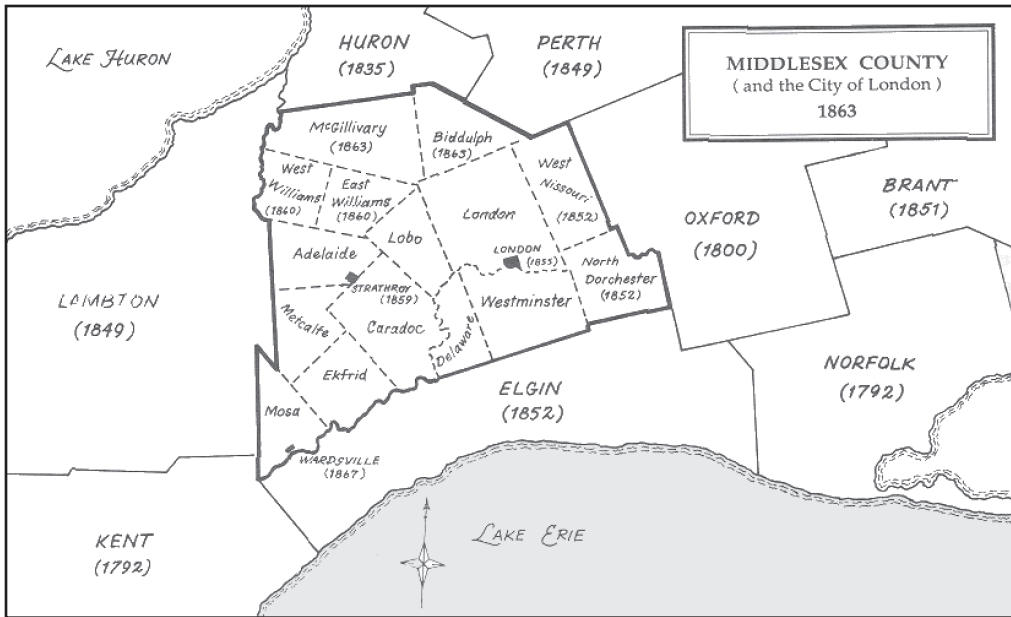 LAKE HURON
HURON
(1835)
PERTH
(1849)
MIDDLESEX COUNTY
( and the City of London )
1863
McGillivary
(1863)
Biddulph
(1863)
West
Williams
(1860)
East
Williams
(1860)
West
Nissouri
(1852)
London
Lobo
Adelaide
LONDON
(1855)
North
Dorchester
(1852)
OXFORD
(1800)
BRANT
(1851)
LAMBTON
(1849)
STRATHROY
(1859)
Metcalfe
Caradoc
Delaware
Westminster
Ekfrid
Mosa
WARDSVILLE
(1867)
ELGIN
(1852)
NORFOLK
(1792)
KENT
(1792)
LAKE ERIE